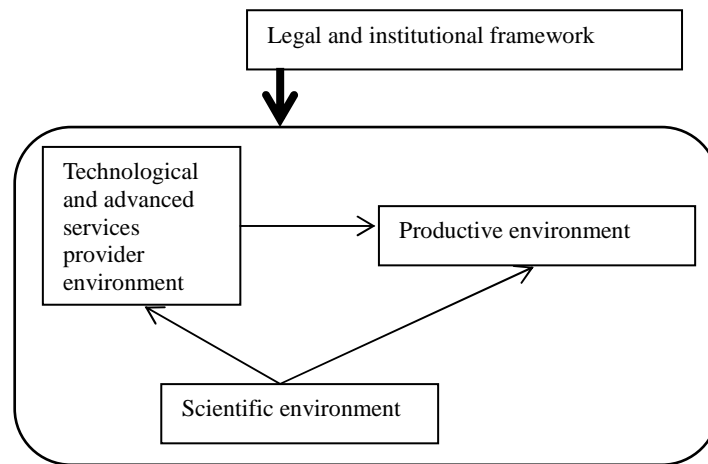 Legal and institutional framework
Technological
and advanced
services
provider
environment
Productive environment
Scientific environment